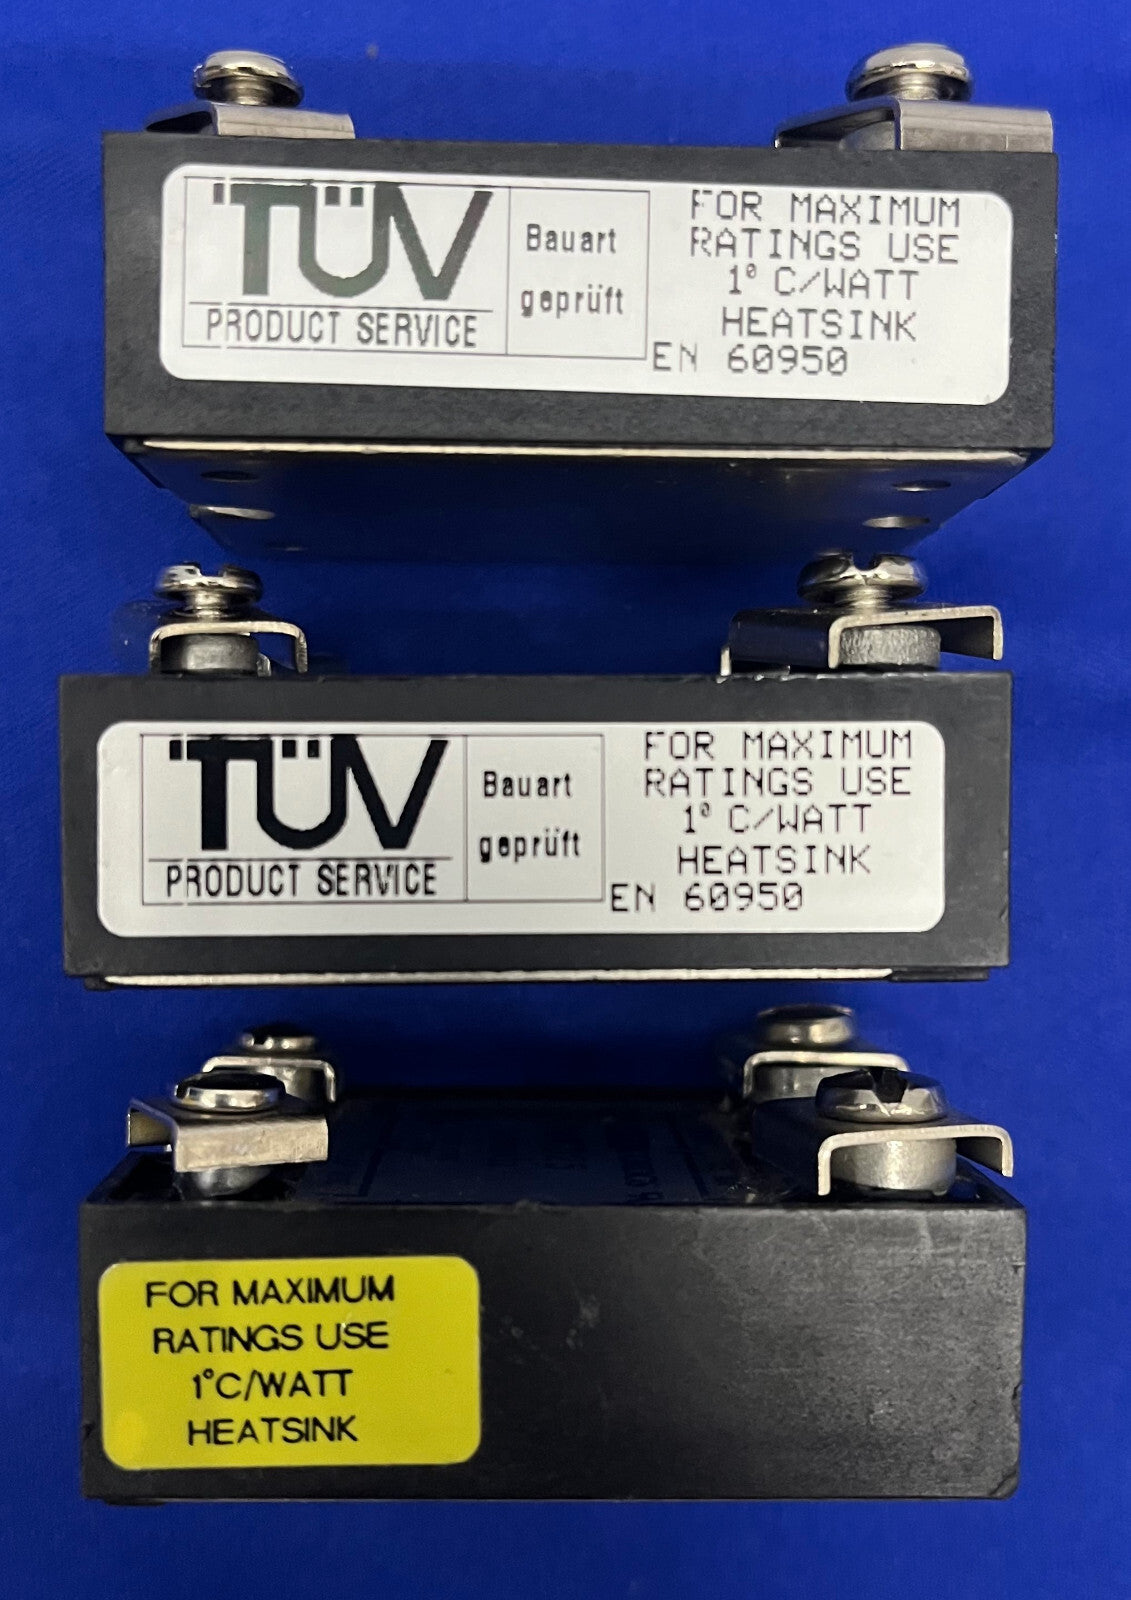 TÜV
PRODUCT SERVICE
Bauart
geprüft
FOR MAXIMUM
RATINGS USE
1° C/WATT
HEATSINK
EN 60950
TÜV
PRODUCT SERVICE
Bauart
geprüft
FOR MAXIMUM
RATINGS USE
1° C/WATT
HEATSINK
EN 60950
FOR MAXIMUM
RATINGS USE
1°C/WATT
HEATSINK